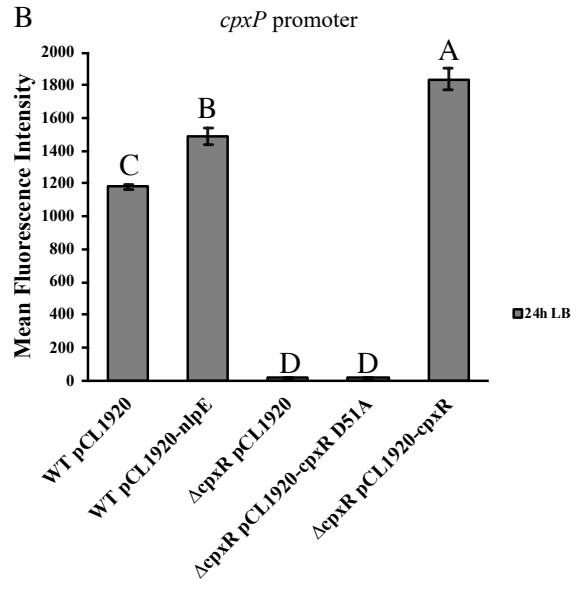 B
cpxP promoter
Mean Fluorescence Intensity
2000
1800
1600
1400
1200
1000
800
600
400
200
0
C
B
D
D
A
24h LB
WT pCL1920
WT pCL1920-nlpE
ΔcpxR pCL1920
ΔcpxR pCL1920-cpxR D51A
ΔcpxR pCL1920-cpxR